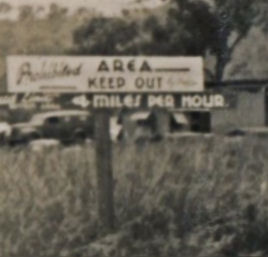 Prohibited AREA
KEEP OUT
4 MILES PER HOUR